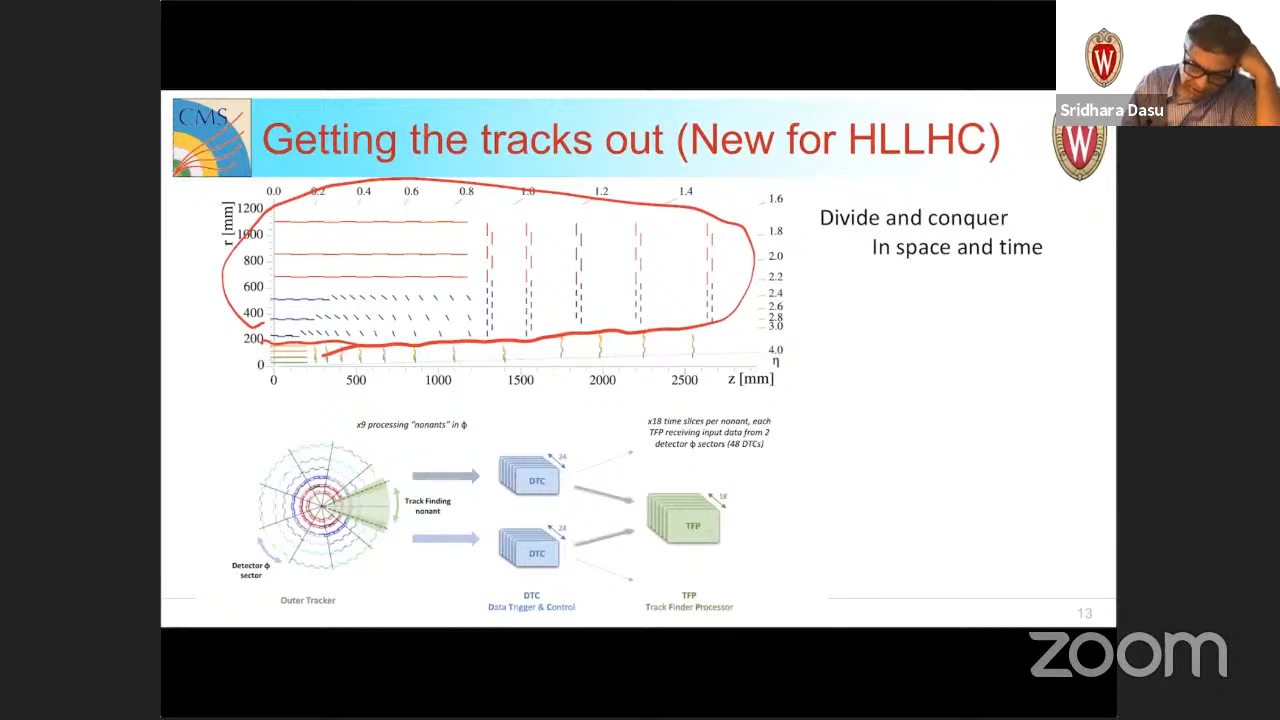 W
Sridhara Dasu
CMS
Getting the tracks out (New for HLLHC)
W
0.0 0.2 0.4 0.6 0.8 1.0 1.2 1.4 1.6
1.8
2.0
2.2
2.4
2.6
2.8
3.0
4.0
η
r [mm]
1200
1000
800
600
400
200
0
0 500 1000 1500 2000 2500 z [mm]
Divide and conquer
In space and time
x9 processing “nonants” in ϕ
x18 time slices per nonant, each
TFP receiving input data from 2
detector ϕ sectors (48 DTCs)
24
DTC
18
TFP
Track Finding
nonant
24
DTC
Detector ϕ
sector
Outer Tracker
DTC
Data Trigger & Control
TFP
Track Finder Processor
13
zoom